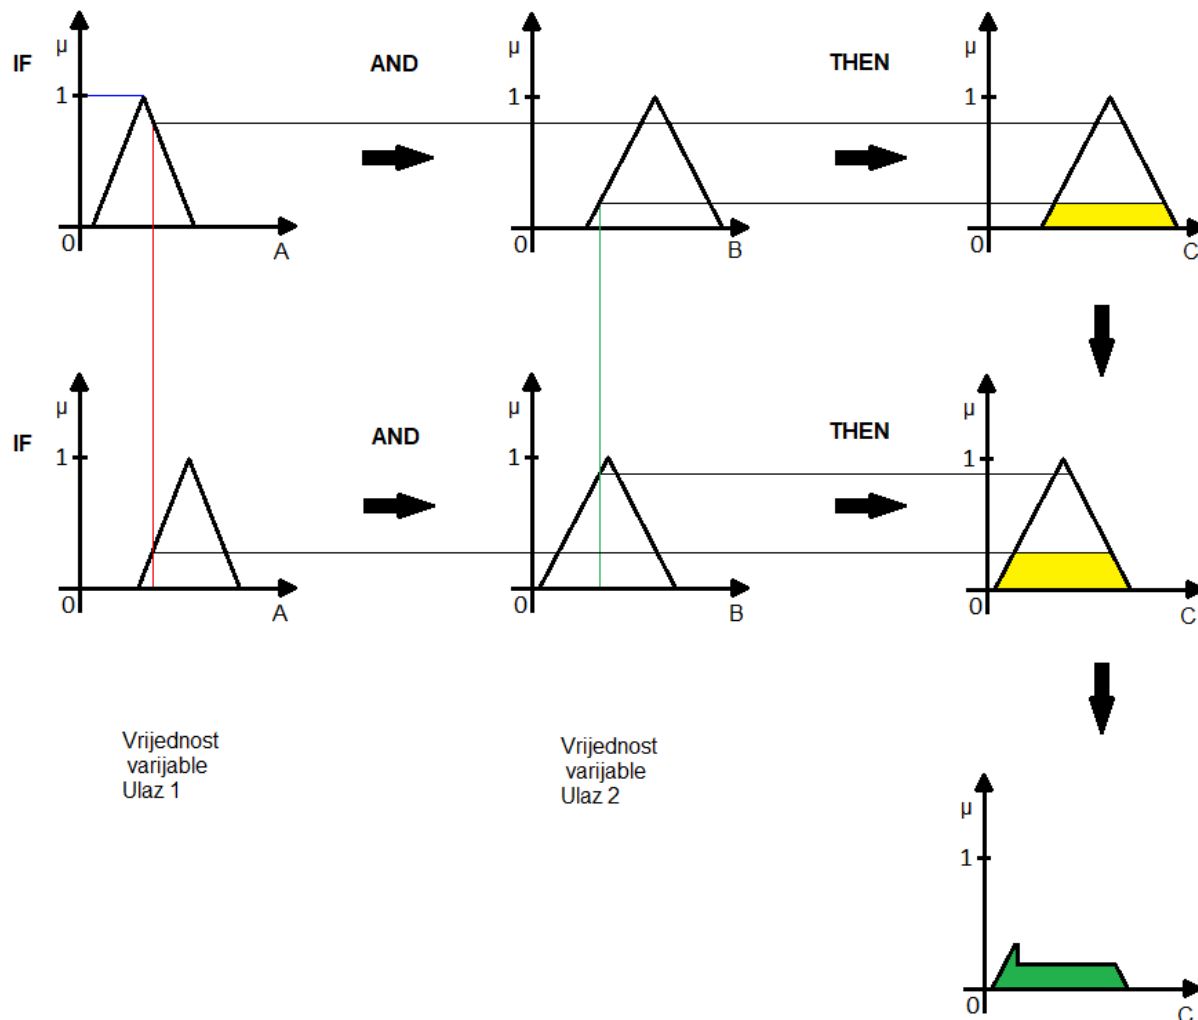 IF
μ
1
0
A
AND
μ
1
0
B
THEN
μ
1
0
C
IF
μ
1
0
A
AND
μ
1
0
B
THEN
μ
1
0
C
Vrijednost
varijable
Ulaz 1
Vrijednost
varijable
Ulaz 2
μ
1
0
C